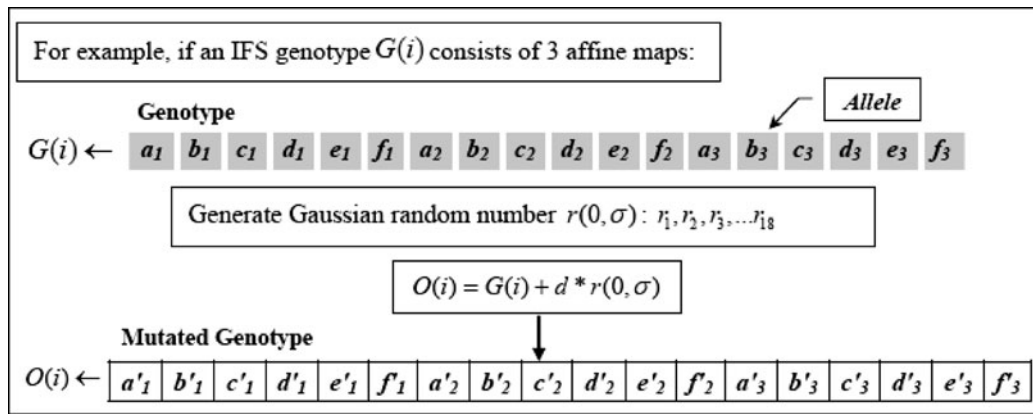 For example, if an IFS genotype G(i) consists of 3 affine maps:
Allele
Genotype
G(i) ← a₁ b₁ c₁ d₁ e₁ f₁ a₂ b₂ c₂ d₂ e₂ f₂ a₃ b₃ c₃ d₃ e₃ f₃
Generate Gaussian random number r(0,σ): r₁,r₂,r₃,...r₁₈
O(i) = G(i) + d * r(0,σ)
Mutated Genotype
O(i) ← a'₁ b'₁ c'₁ d'₁ e'₁ f'₁ a'₂ b'₂ c'₂ d'₂ e'₂ f'₂ a'₃ b'₃ c'₃ d'₃ e'₃ f'₃